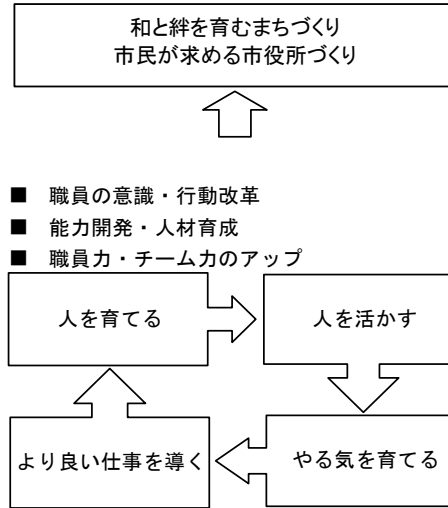 和と絆を育むまちづくり
市民が求める市役所づくり
■ 職員の意識・行動改革
■ 能力開発・人材育成
■ 職員力・チーム力のアップ
人を育てる
人を活かす
より良い仕事を導く
やる気を育てる